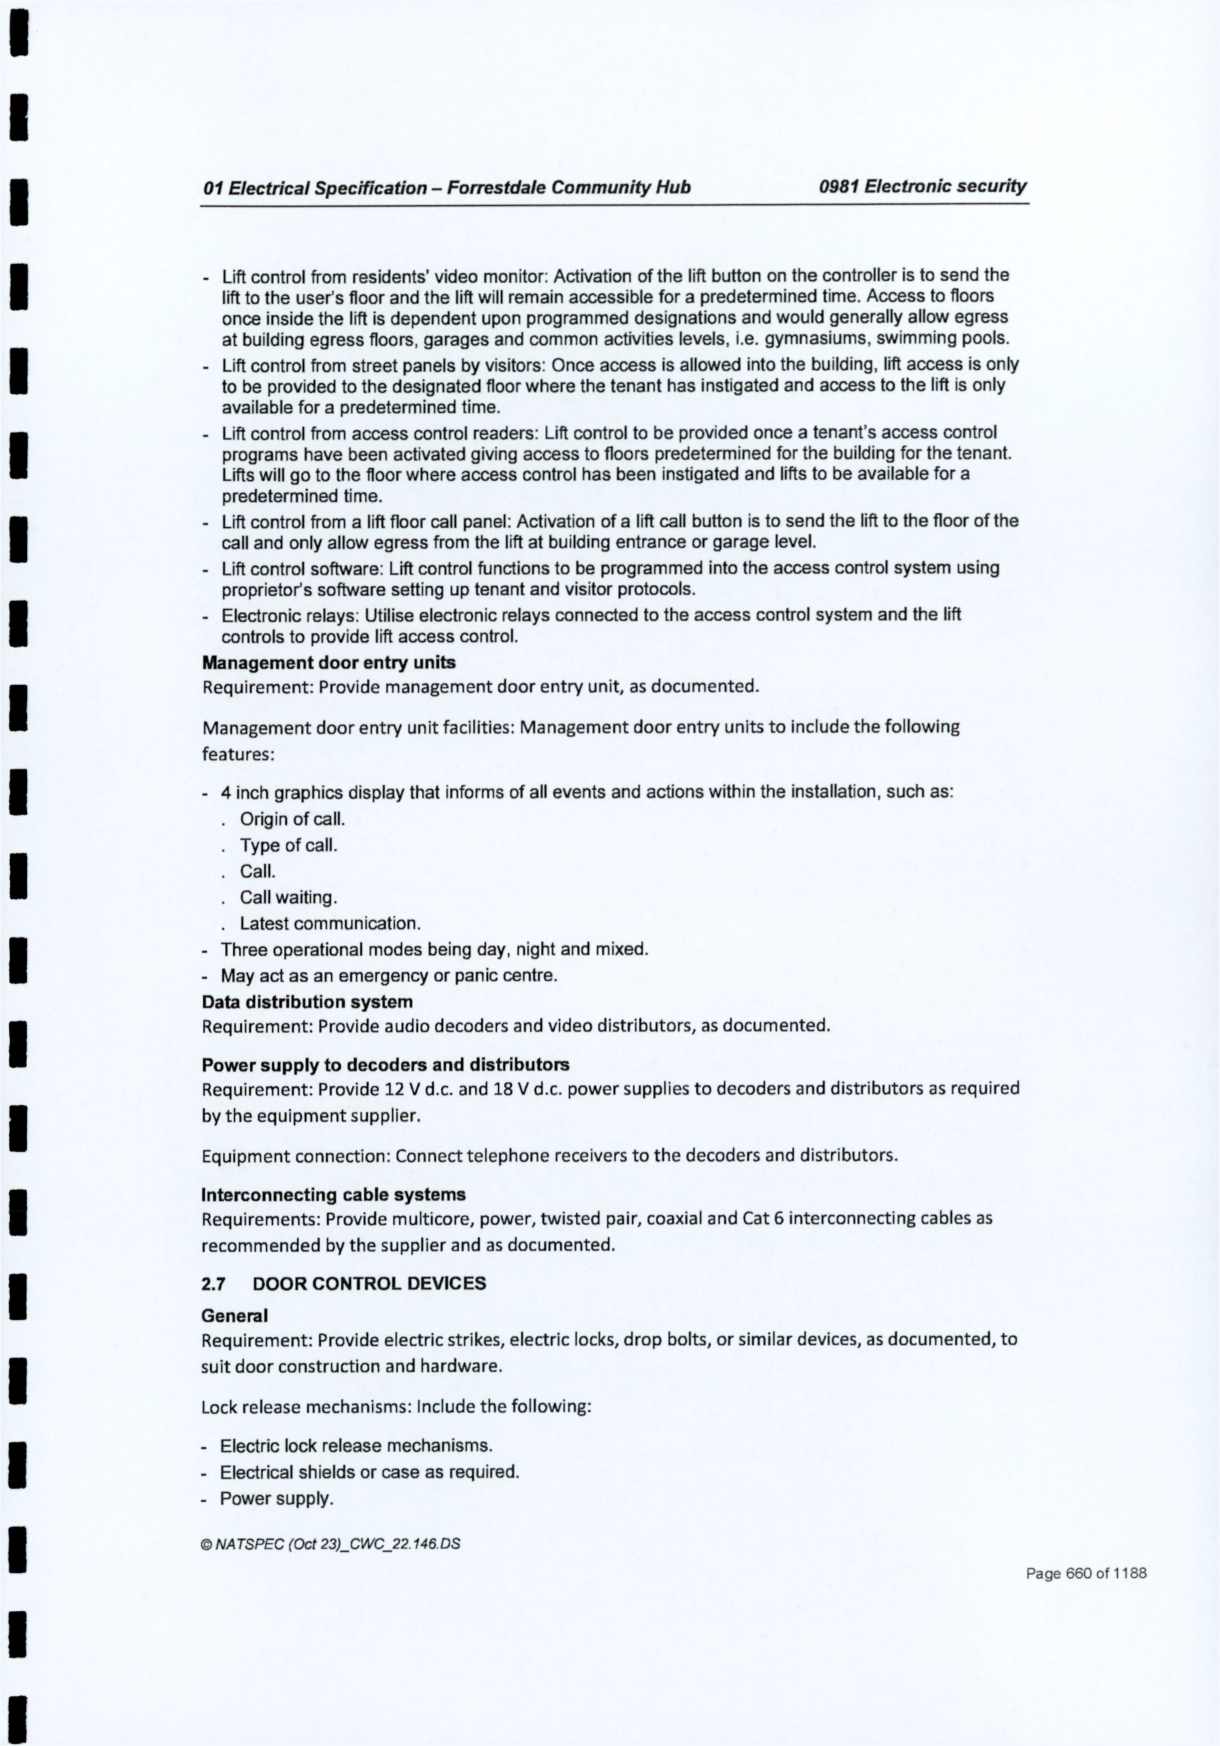 01 Electrical Specification – Forrestdale Community Hub 0981 Electronic security
- Lift control from residents' video monitor: Activation of the lift button on the controller is to send the
lift to the user's floor and the lift will remain accessible for a predetermined time. Access to floors
once inside the lift is dependent upon programmed designations and would generally allow egress
at building egress floors, garages and common activities levels, i.e. gymnasiums, swimming pools.
- Lift control from street panels by visitors: Once access is allowed into the building, lift access is only
to be provided to the designated floor where the tenant has instigated and access to the lift is only
available for a predetermined time.
- Lift control from access control readers: Lift control to be provided once a tenant's access control
programs have been activated giving access to floors predetermined for the building for the tenant.
Lifts will go to the floor where access control has been instigated and lifts to be available for a
predetermined time.
- Lift control from a lift floor call panel: Activation of a lift call button is to send the lift to the floor of the
call and only allow egress from the lift at building entrance or garage level.
- Lift control software: Lift control functions to be programmed into the access control system using
proprietor's software setting up tenant and visitor protocols.
- Electronic relays: Utilise electronic relays connected to the access control system and the lift
controls to provide lift access control.
Management door entry units
Requirement: Provide management door entry unit, as documented.
Management door entry unit facilities: Management door entry units to include the following
features:
- 4 inch graphics display that informs of all events and actions within the installation, such as:
. Origin of call.
. Type of call.
. Call.
. Call waiting.
. Latest communication.
- Three operational modes being day, night and mixed.
- May act as an emergency or panic centre.
Data distribution system
Requirement: Provide audio decoders and video distributors, as documented.
Power supply to decoders and distributors
Requirement: Provide 12 V d.c. and 18 V d.c. power supplies to decoders and distributors as required
by the equipment supplier.
Equipment connection: Connect telephone receivers to the decoders and distributors.
Interconnecting cable systems
Requirements: Provide multicore, power, twisted pair, coaxial and Cat 6 interconnecting cables as
recommended by the supplier and as documented.
2.7 DOOR CONTROL DEVICES
General
Requirement: Provide electric strikes, electric locks, drop bolts, or similar devices, as documented, to
suit door construction and hardware.
Lock release mechanisms: Include the following:
- Electric lock release mechanisms.
- Electrical shields or case as required.
- Power supply.
© NATSPEC (Oct 23)_CWC_22.146.DS
Page 660 of 1188